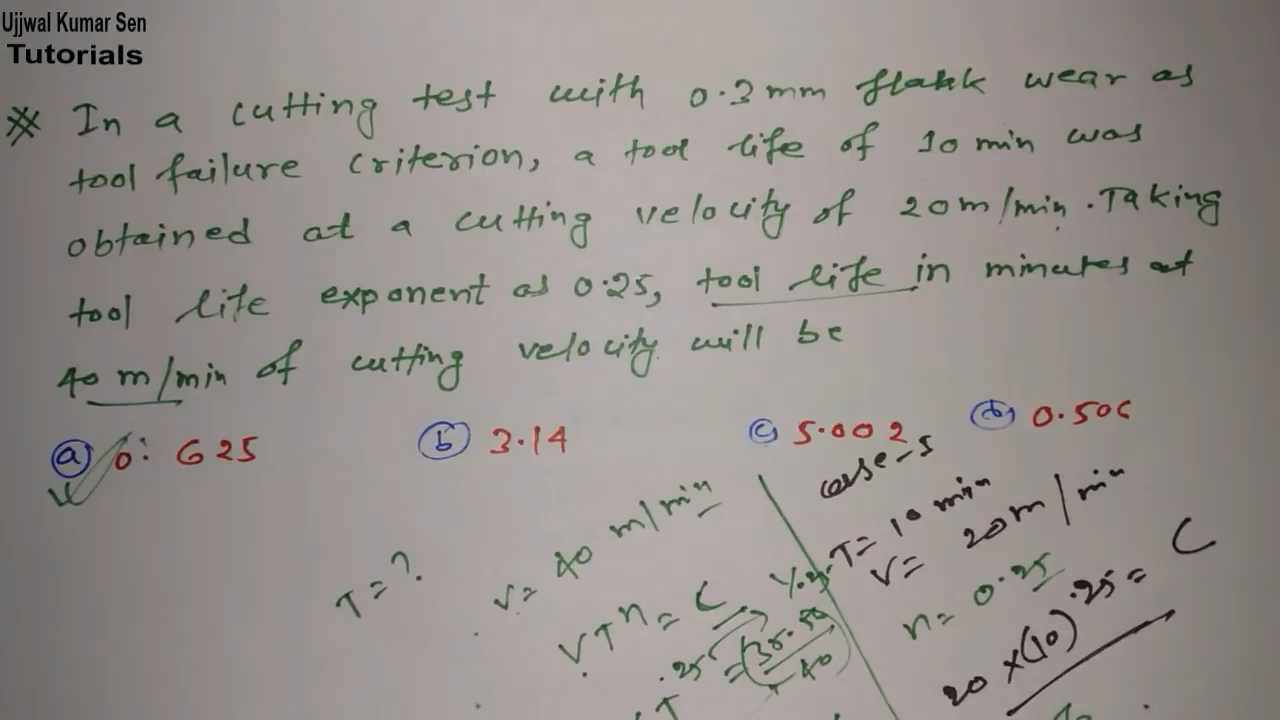 Ujjwal Kumar Sen
Tutorials
※ In a cutting test with 0.3mm flank wear as
tool failure criterion, a tool life of 10 min was
obtained at a cutting velocity of 20m/min. Taking
tool life exponent as 0.25, tool life in minutes at
40 m/min of cutting velocity will be
(a) 0.625 (b) 3.14 (c) 5.002 (d) 0.506
T = ? V = 40 m/min
VTⁿ = C
.25 = 40
T
T = 10 min
V = 20m/min
n = 0.25
20 × (10) .25 = C